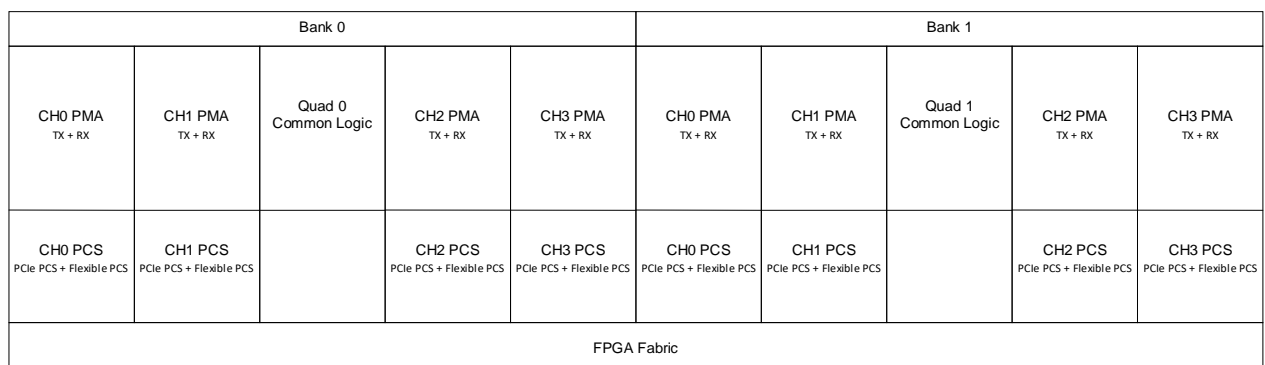 Bank 0
Bank 1
CH0 PMA
TX + RX
CH1 PMA
TX + RX
Quad 0
Common Logic
CH2 PMA
TX + RX
CH3 PMA
TX + RX
CH0 PMA
TX + RX
CH1 PMA
TX + RX
Quad 1
Common Logic
CH2 PMA
TX + RX
CH3 PMA
TX + RX
CH0 PCS
PCIe PCS + Flexible PCS
CH1 PCS
PCIe PCS + Flexible PCS
CH2 PCS
PCIe PCS + Flexible PCS
CH3 PCS
PCIe PCS + Flexible PCS
CH0 PCS
PCIe PCS + Flexible PCS
CH1 PCS
PCIe PCS + Flexible PCS
CH2 PCS
PCIe PCS + Flexible PCS
CH3 PCS
PCIe PCS + Flexible PCS
FPGA Fabric